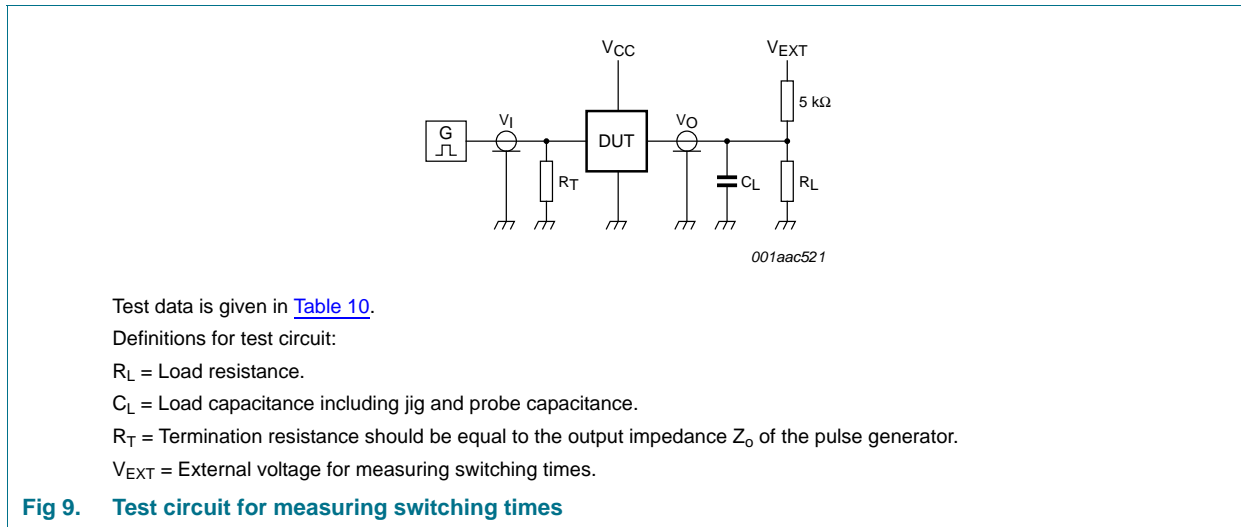 VCC
VEXT
5 kΩ
G
VI
DUT
VO
RT
CL
RL
001aac521
Test data is given in Table 10.
Definitions for test circuit:
RL = Load resistance.
CL = Load capacitance including jig and probe capacitance.
RT = Termination resistance should be equal to the output impedance Zo of the pulse generator.
VEXT = External voltage for measuring switching times.
Fig 9. Test circuit for measuring switching times